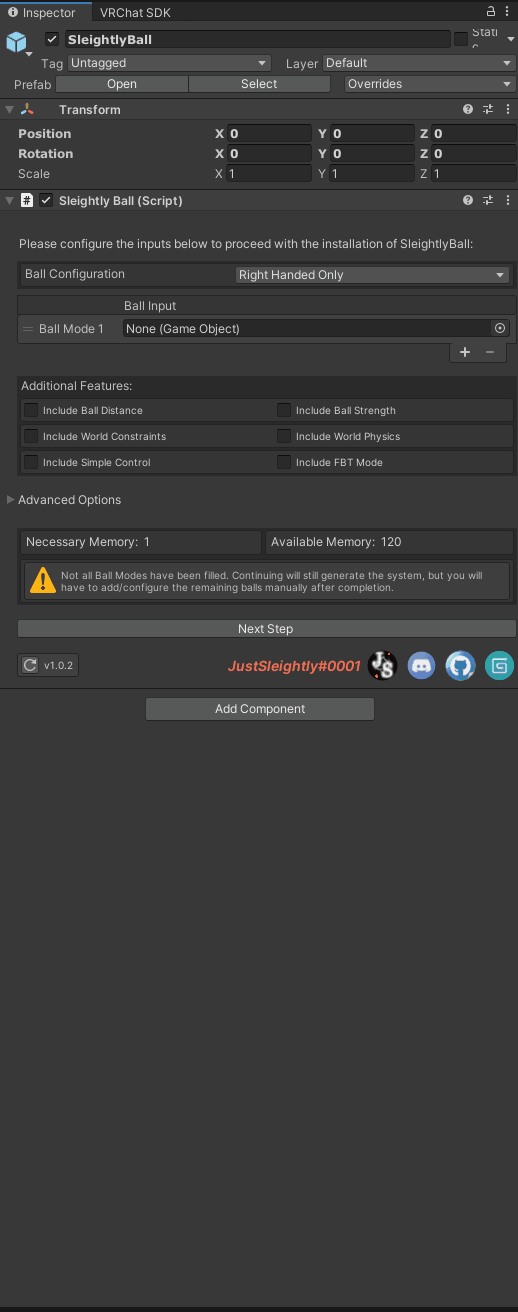 Inspector VRChat SDK
SleightlyBall Static
Tag Untagged Layer Default
Prefab Open Select Overrides
Transform
Position X 0 Y 0 Z 0
Rotation X 0 Y 0 Z 0
Scale X 1 Y 1 Z 1
# Sleightly Ball (Script)
Please configure the inputs below to proceed with the installation of SleightlyBall:
Ball Configuration Right Handed Only
Ball Input
Ball Mode 1 None (Game Object)
+ −
Additional Features:
Include Ball Distance Include Ball Strength
Include World Constraints Include World Physics
Include Simple Control Include FBT Mode
Advanced Options
Necessary Memory: 1 Available Memory: 120
Not all Ball Modes have been filled. Continuing will still generate the system, but you will
have to add/configure the remaining balls manually after completion.
Next Step
v1.0.2 JustSleightly#0001 JS
Add Component